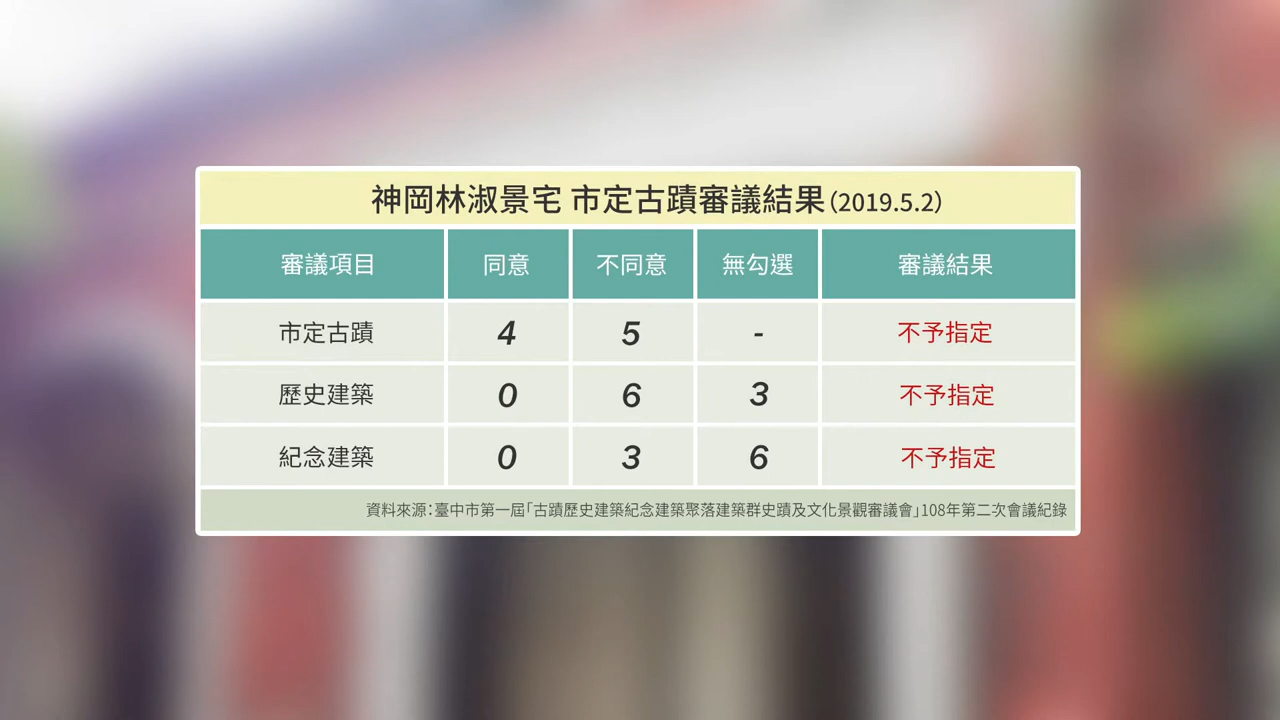 神岡林淑景宅 市定古蹟審議結果(2019.5.2)
審議項目 同意 不同意 無勾選 審議結果
市定古蹟 4 5 - 不予指定
歷史建築 0 6 3 不予指定
紀念建築 0 3 6 不予指定
資料來源:臺中市第一屆「古蹟歷史建築紀念建築聚落建築群史蹟及文化景觀審議會」108年第二次會議紀錄